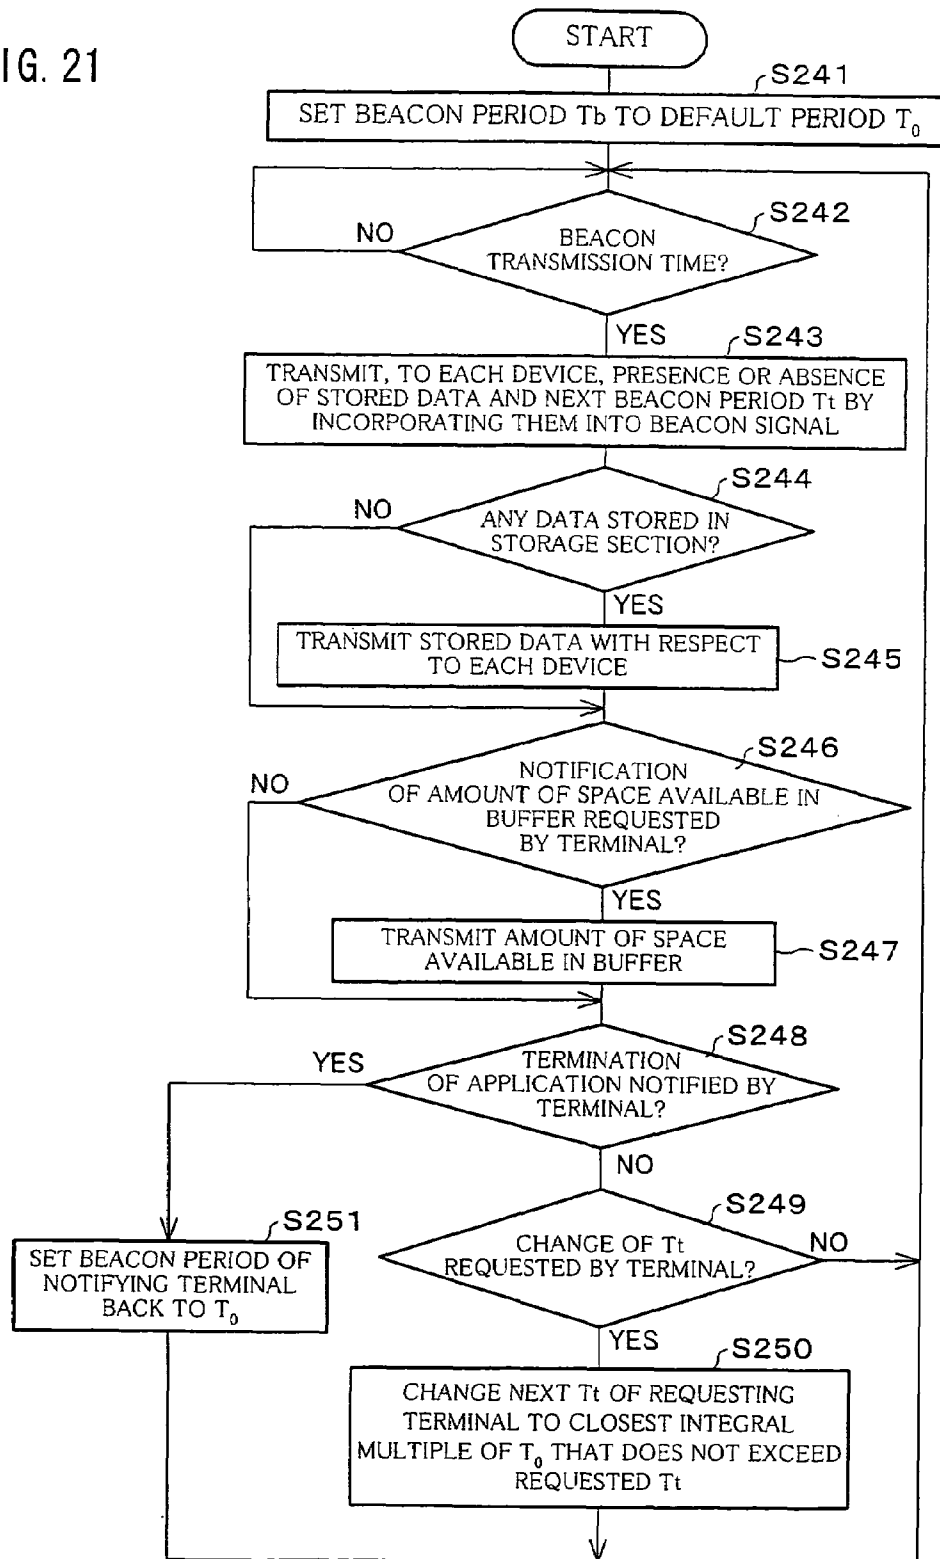 IG. 21
START
S241
SET BEACON PERIOD Tb TO DEFAULT PERIOD T0
S242
NO
BEACON
TRANSMISSION TIME?
YES
S243
TRANSMIT, TO EACH DEVICE, PRESENCE OR ABSENCE
OF STORED DATA AND NEXT BEACON PERIOD Tt BY
INCORPORATING THEM INTO BEACON SIGNAL
S244
NO
ANY DATA STORED IN
STORAGE SECTION?
YES
TRANSMIT STORED DATA WITH RESPECT
TO EACH DEVICE
S245
S246
NO
NOTIFICATION
OF AMOUNT OF SPACE AVAILABLE IN
BUFFER REQUESTED
BY TERMINAL?
YES
TRANSMIT AMOUNT OF SPACE
AVAILABLE IN BUFFER
S247
S248
YES
TERMINATION
OF APPLICATION NOTIFIED BY
TERMINAL?
NO
S249
CHANGE OF Tt
REQUESTED BY TERMINAL?
NO
S251
SET BEACON PERIOD OF
NOTIFYING TERMINAL
BACK TO T0
YES
S250
CHANGE NEXT Tt OF REQUESTING
TERMINAL TO CLOSEST INTEGRAL
MULTIPLE OF T0 THAT DOES NOT EXCEED
REQUESTED Tt